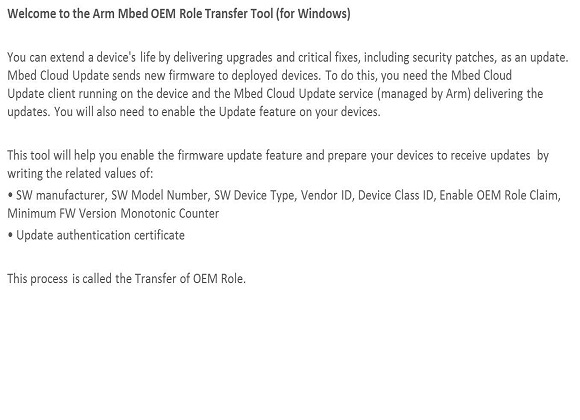 Welcome to the Arm Mbed OEM Role Transfer Tool (for Windows)
You can extend a device's life by delivering upgrades and critical fixes, including security patches, as an update.
Mbed Cloud Update sends new firmware to deployed devices. To do this, you need the Mbed Cloud
Update client running on the device and the Mbed Cloud Update service (managed by Arm) delivering the
updates. You will also need to enable the Update feature on your devices.
This tool will help you enable the firmware update feature and prepare your devices to receive updates by
writing the related values of:
• SW manufacturer, SW Model Number, SW Device Type, Vendor ID, Device Class ID, Enable OEM Role Claim,
Minimum FW Version Monotonic Counter
• Update authentication certificate
This process is called the Transfer of OEM Role.